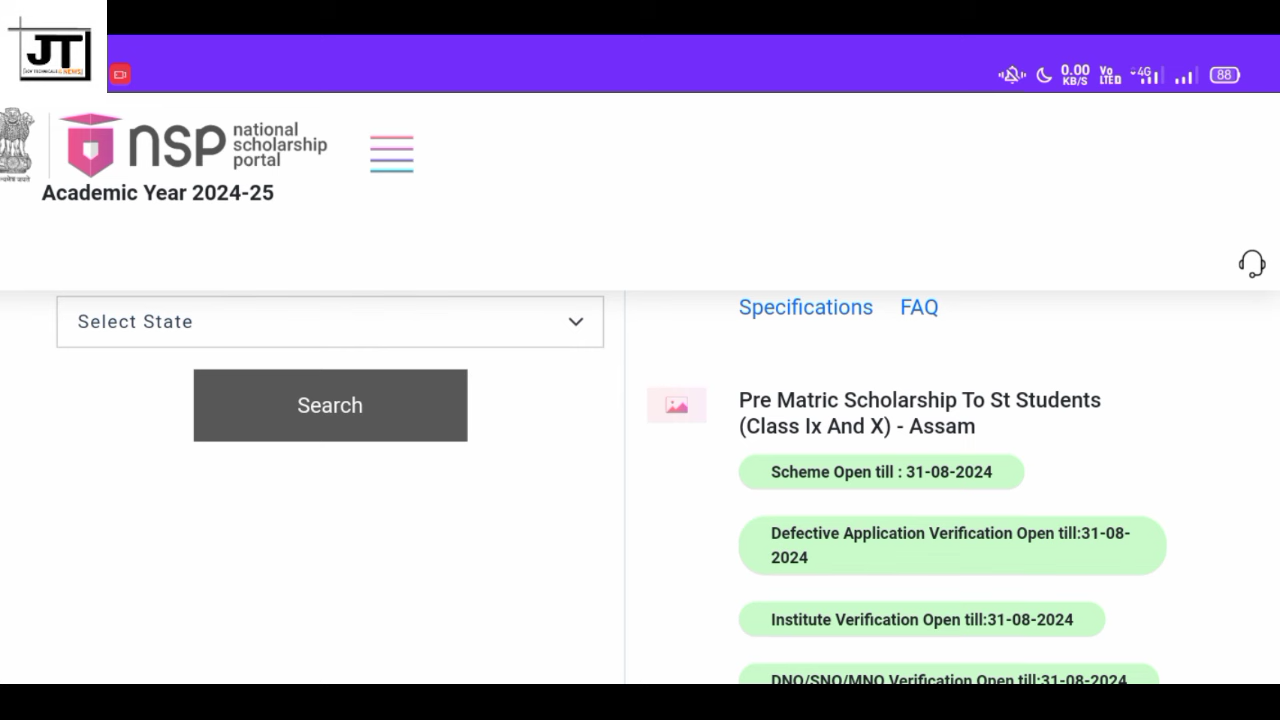 JT
NEWS
0.00
KB/S
Vo
LTE
4G
88
nsp
national
scholarship
portal
Academic Year 2024-25
Select State
Search
Specifications FAQ
Pre Matric Scholarship To St Students
(Class Ix And X) - Assam
Scheme Open till : 31-08-2024
Defective Application Verification Open till:31-08-
2024
Institute Verification Open till:31-08-2024
DNO/SNO/MNO Verification Open till:31-08-2024